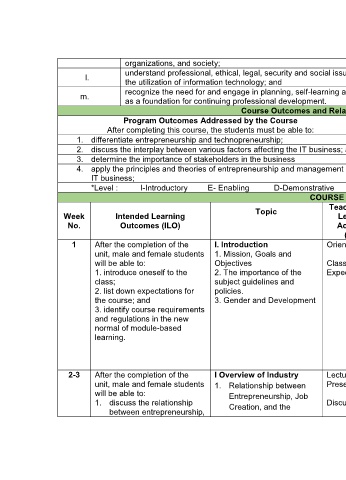 organizations, and society;
l. understand professional, ethical, legal, security and social issu
the utilization of information technology; and
m. recognize the need for and engage in planning, self-learning a
as a foundation for continuing professional development.
Course Outcomes and Rela
Program Outcomes Addressed by the Course
After completing this course, the students must be able to:
1. differentiate entrepreneurship and technopreneurship;
2. discuss the interplay between various factors affecting the IT business;
3. determine the importance of stakeholders in the business
4. apply the principles and theories of entrepreneurship and management
IT business;
*Level : I-Introductory E- Enabling D-Demonstrative
COURSE
Week No. Intended Learning Outcomes (ILO) Topic
1
After the completion of the
unit, male and female students
will be able to:
1. introduce oneself to the
class;
2. list down expectations for
the course; and
3. identify course requirements
and regulations in the new
normal of module-based
learning.
I. Introduction
1. Mission, Goals and
Objectives
2. The importance of the
subject guidelines and
policies.
3. Gender and Development
Orien
Class
Expec
2-3
After the completion of the
unit, male and female students
will be able to:
1. discuss the relationship
between entrepreneurship,
I Overview of Industry
1. Relationship between
Entrepreneurship, Job
Creation, and the
Lectu
Prese
Discu